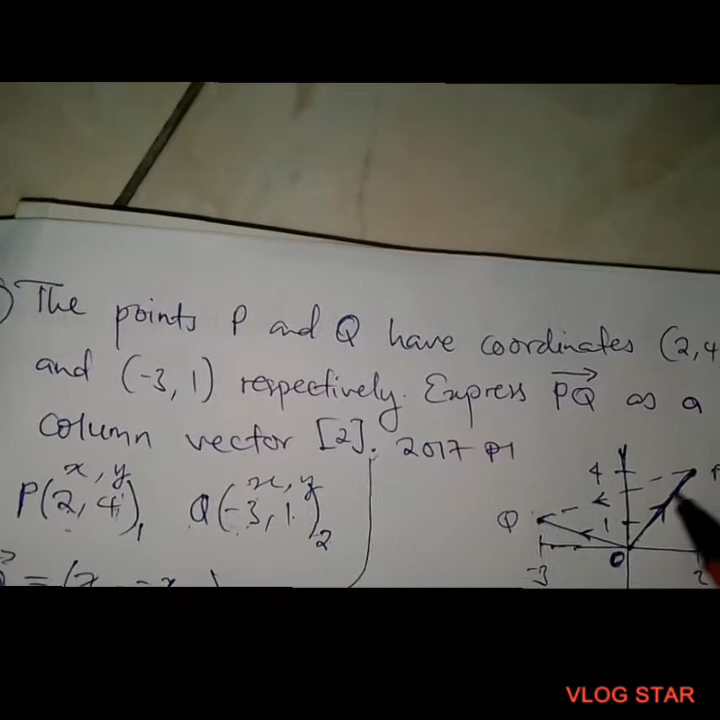 The points P and Q have coordinates (2,4
and (-3, 1) respectively. Express PQ as a
column vector [2]. 2017 P1
x, y
P(2, 4)1
x, y
Q(-3, 1)2
= (x - x )
4
1
Q
O
-3
2
P
VLOG STAR